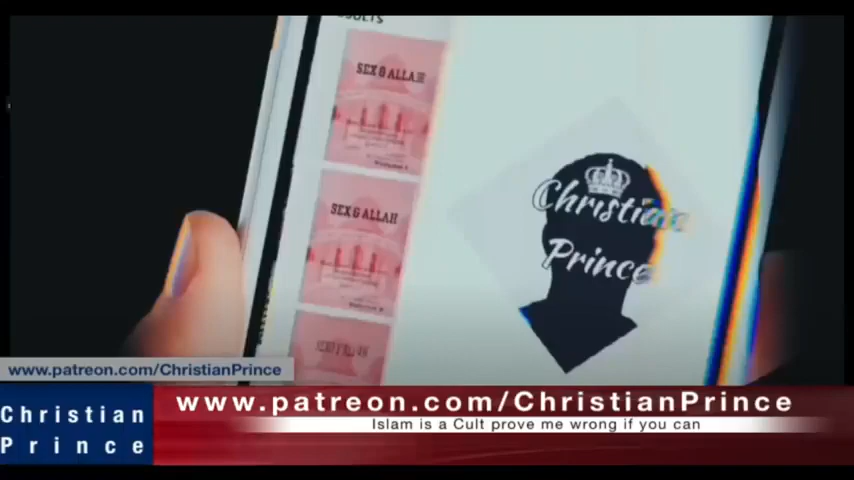 SEX & ALLAH
SEX & ALLAH
Christian
Prince
www.patreon.com/ChristianPrince
www.patreon.com/ChristianPrince
Islam is a Cult prove me wrong if you can
Christian
Prince